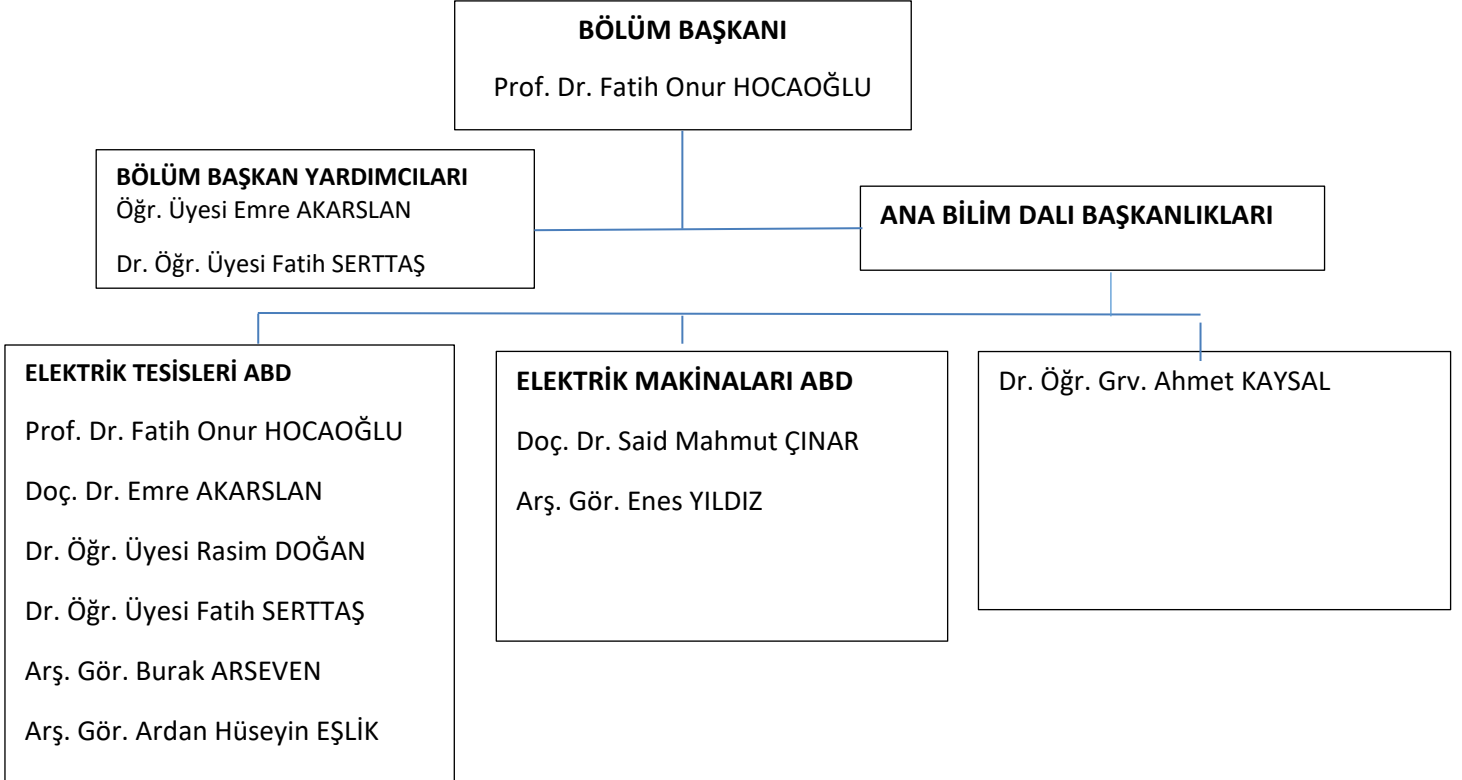 BÖLÜM BAŞKANI
Prof. Dr. Fatih Onur HOCAOĞLU
BÖLÜM BAŞKAN YARDIMCILARI
Öğr. Üyesi Emre AKARSLAN
Dr. Öğr. Üyesi Fatih SERTTAŞ
ANA BİLİM DALI BAŞKANLIKLARI
ELEKTRİK TESİSLERİ ABD
Prof. Dr. Fatih Onur HOCAOĞLU
Doç. Dr. Emre AKARSLAN
Dr. Öğr. Üyesi Rasim DOĞAN
Dr. Öğr. Üyesi Fatih SERTTAŞ
Arş. Gör. Burak ARSEVEN
Arş. Gör. Ardan Hüseyin EŞLİK
ELEKTRİK MAKİNALARI ABD
Doç. Dr. Said Mahmut ÇINAR
Arş. Gör. Enes YILDIZ
Dr. Öğr. Grv. Ahmet KAYSAL